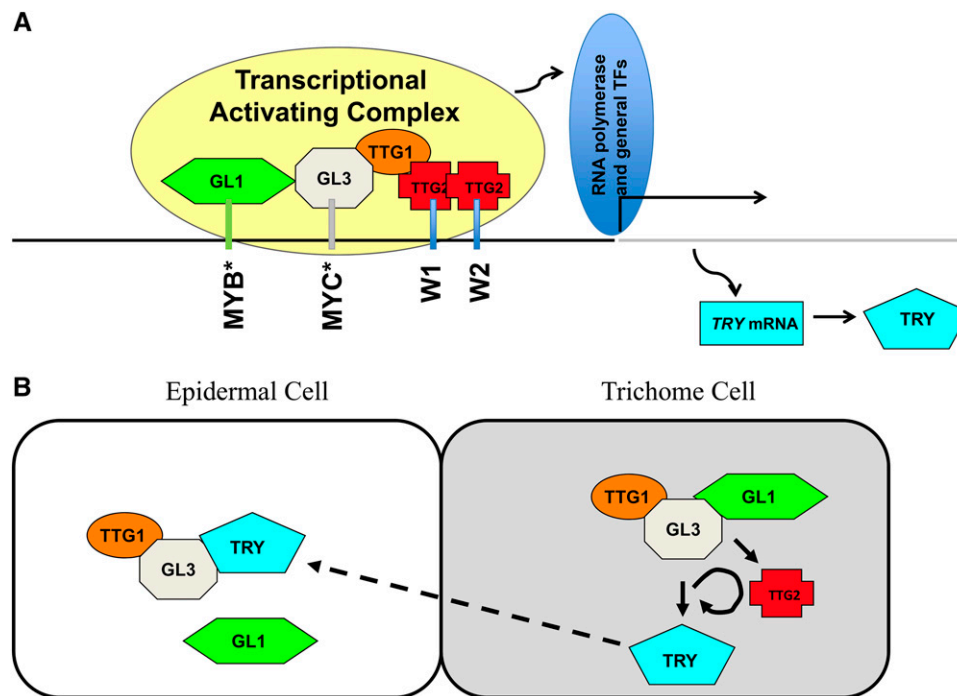 A
Transcriptional
Activating Complex
TTG1
GL1
GL3
TTG2
TTG2
RNA polymerase
and general TFs
MYB*
MYC*
W1
W2
TRY mRNA
TRY
B
Epidermal Cell
Trichome Cell
TTG1
GL3
TRY
GL1
TTG1
GL1
GL3
TTG2
TRY